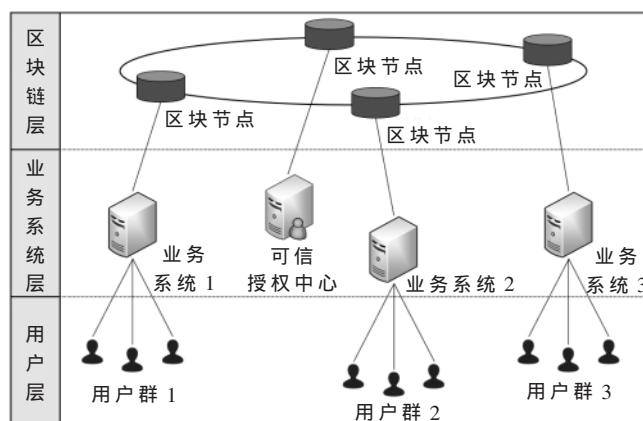 区块链层
区块节点
区块节点
区块节点
区块节点
业务系统层
业务
系统1
可信
授权中心
业务系统2
业务
系统3
用户层
用户群1
用户群2
用户群3